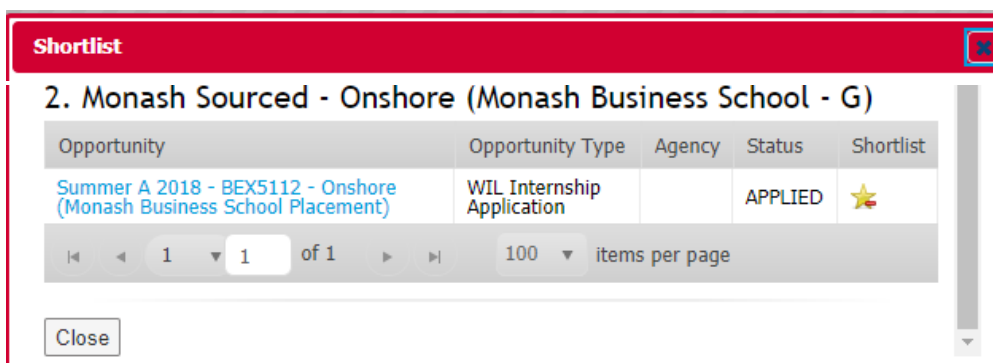 Shortlist
2. Monash Sourced - Onshore (Monash Business School - G)
Opportunity Opportunity Type Agency Status Shortlist
Summer A 2018 - BEX5112 - Onshore
(Monash Business School Placement)
WIL Internship
Application
APPLIED
1 1 of 1 100 items per page
Close